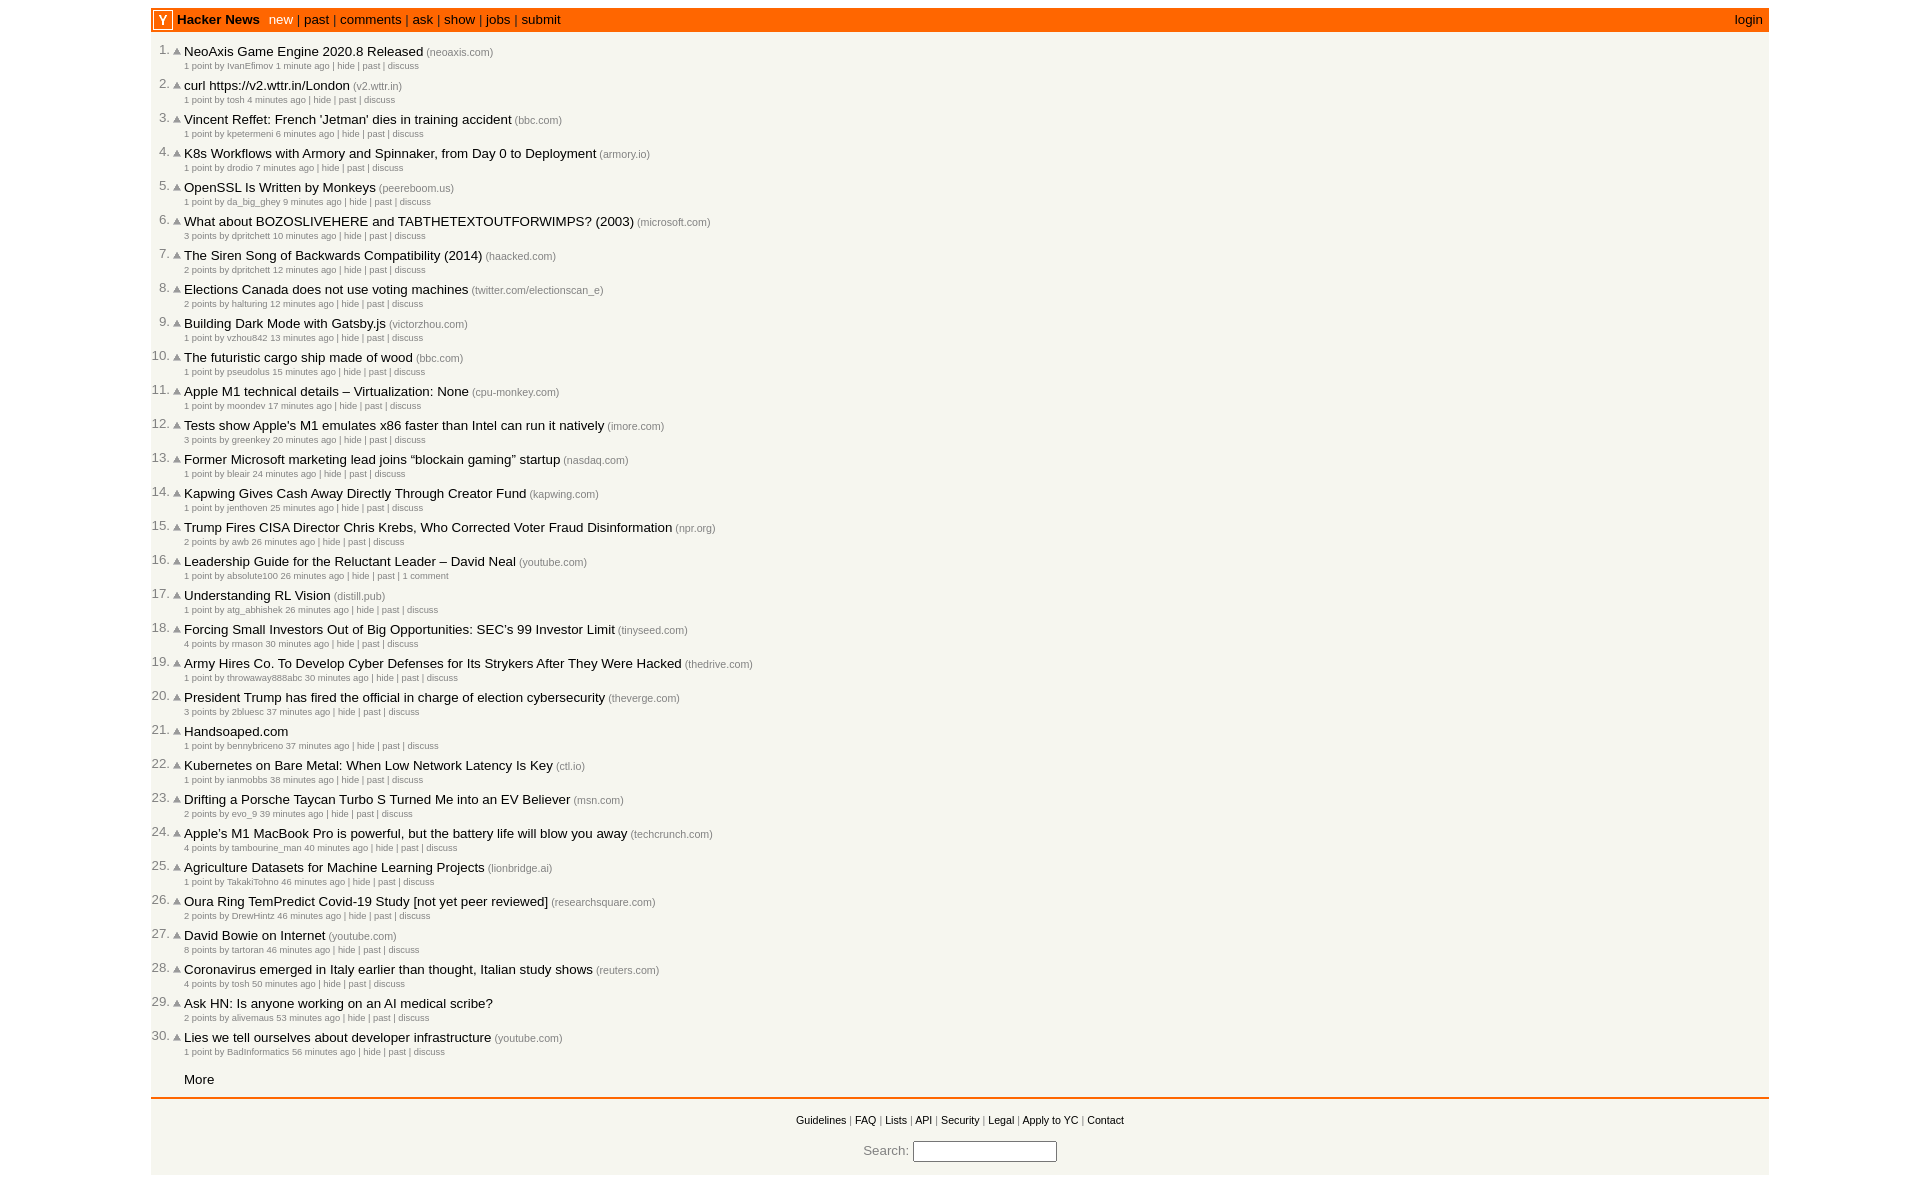 Y Hacker News new | past | comments | ask | show | jobs | submit login
1. NeoAxis Game Engine 2020.8 Released (neoaxis.com)
1 point by IvanEfimov 1 minute ago | hide | past | discuss
2. curl https://v2.wttr.in/London (v2.wttr.in)
1 point by tosh 4 minutes ago | hide | past | discuss
3. Vincent Reffet: French 'Jetman' dies in training accident (bbc.com)
1 point by kpetermeni 6 minutes ago | hide | past | discuss
4. K8s Workflows with Armory and Spinnaker, from Day 0 to Deployment (armory.io)
1 point by drodio 7 minutes ago | hide | past | discuss
5. OpenSSL Is Written by Monkeys (peereboom.us)
1 point by da_big_ghey 9 minutes ago | hide | past | discuss
6. What about BOZOSLIVEHERE and TABTHETEXTOUTFORWIMPS? (2003) (microsoft.com)
3 points by dpritchett 10 minutes ago | hide | past | discuss
7. The Siren Song of Backwards Compatibility (2014) (haacked.com)
2 points by dpritchett 12 minutes ago | hide | past | discuss
8. Elections Canada does not use voting machines (twitter.com/electionscan_e)
2 points by halturing 12 minutes ago | hide | past | discuss
9. Building Dark Mode with Gatsby.js (victorzhou.com)
1 point by vzhou842 13 minutes ago | hide | past | discuss
10. The futuristic cargo ship made of wood (bbc.com)
1 point by pseudolus 15 minutes ago | hide | past | discuss
11. Apple M1 technical details – Virtualization: None (cpu-monkey.com)
1 point by moondev 17 minutes ago | hide | past | discuss
12. Tests show Apple's M1 emulates x86 faster than Intel can run it natively (imore.com)
3 points by greenkey 20 minutes ago | hide | past | discuss
13. Former Microsoft marketing lead joins “blockain gaming” startup (nasdaq.com)
1 point by bleair 24 minutes ago | hide | past | discuss
14. Kapwing Gives Cash Away Directly Through Creator Fund (kapwing.com)
1 point by jenthoven 25 minutes ago | hide | past | discuss
15. Trump Fires CISA Director Chris Krebs, Who Corrected Voter Fraud Disinformation (npr.org)
2 points by awb 26 minutes ago | hide | past | discuss
16. Leadership Guide for the Reluctant Leader – David Neal (youtube.com)
1 point by absolute100 26 minutes ago | hide | past | 1 comment
17. Understanding RL Vision (distill.pub)
1 point by atg_abhishek 26 minutes ago | hide | past | discuss
18. Forcing Small Investors Out of Big Opportunities: SEC’s 99 Investor Limit (tinyseed.com)
4 points by rmason 30 minutes ago | hide | past | discuss
19. Army Hires Co. To Develop Cyber Defenses for Its Strykers After They Were Hacked (thedrive.com)
1 point by throwaway888abc 30 minutes ago | hide | past | discuss
20. President Trump has fired the official in charge of election cybersecurity (theverge.com)
3 points by 2bluesc 37 minutes ago | hide | past | discuss
21. Handsoaped.com
1 point by bennybriceno 37 minutes ago | hide | past | discuss
22. Kubernetes on Bare Metal: When Low Network Latency Is Key (ctl.io)
1 point by ianmobbs 38 minutes ago | hide | past | discuss
23. Drifting a Porsche Taycan Turbo S Turned Me into an EV Believer (msn.com)
2 points by evo_9 39 minutes ago | hide | past | discuss
24. Apple’s M1 MacBook Pro is powerful, but the battery life will blow you away (techcrunch.com)
4 points by tambourine_man 40 minutes ago | hide | past | discuss
25. Agriculture Datasets for Machine Learning Projects (lionbridge.ai)
1 point by TakakiTohno 46 minutes ago | hide | past | discuss
26. Oura Ring TemPredict Covid-19 Study [not yet peer reviewed] (researchsquare.com)
2 points by DrewHintz 46 minutes ago | hide | past | discuss
27. David Bowie on Internet (youtube.com)
8 points by tartoran 46 minutes ago | hide | past | discuss
28. Coronavirus emerged in Italy earlier than thought, Italian study shows (reuters.com)
4 points by tosh 50 minutes ago | hide | past | discuss
29. Ask HN: Is anyone working on an AI medical scribe?
2 points by alivemaus 53 minutes ago | hide | past | discuss
30. Lies we tell ourselves about developer infrastructure (youtube.com)
1 point by BadInformatics 56 minutes ago | hide | past | discuss
More
Guidelines | FAQ | Lists | API | Security | Legal | Apply to YC | Contact
Search: